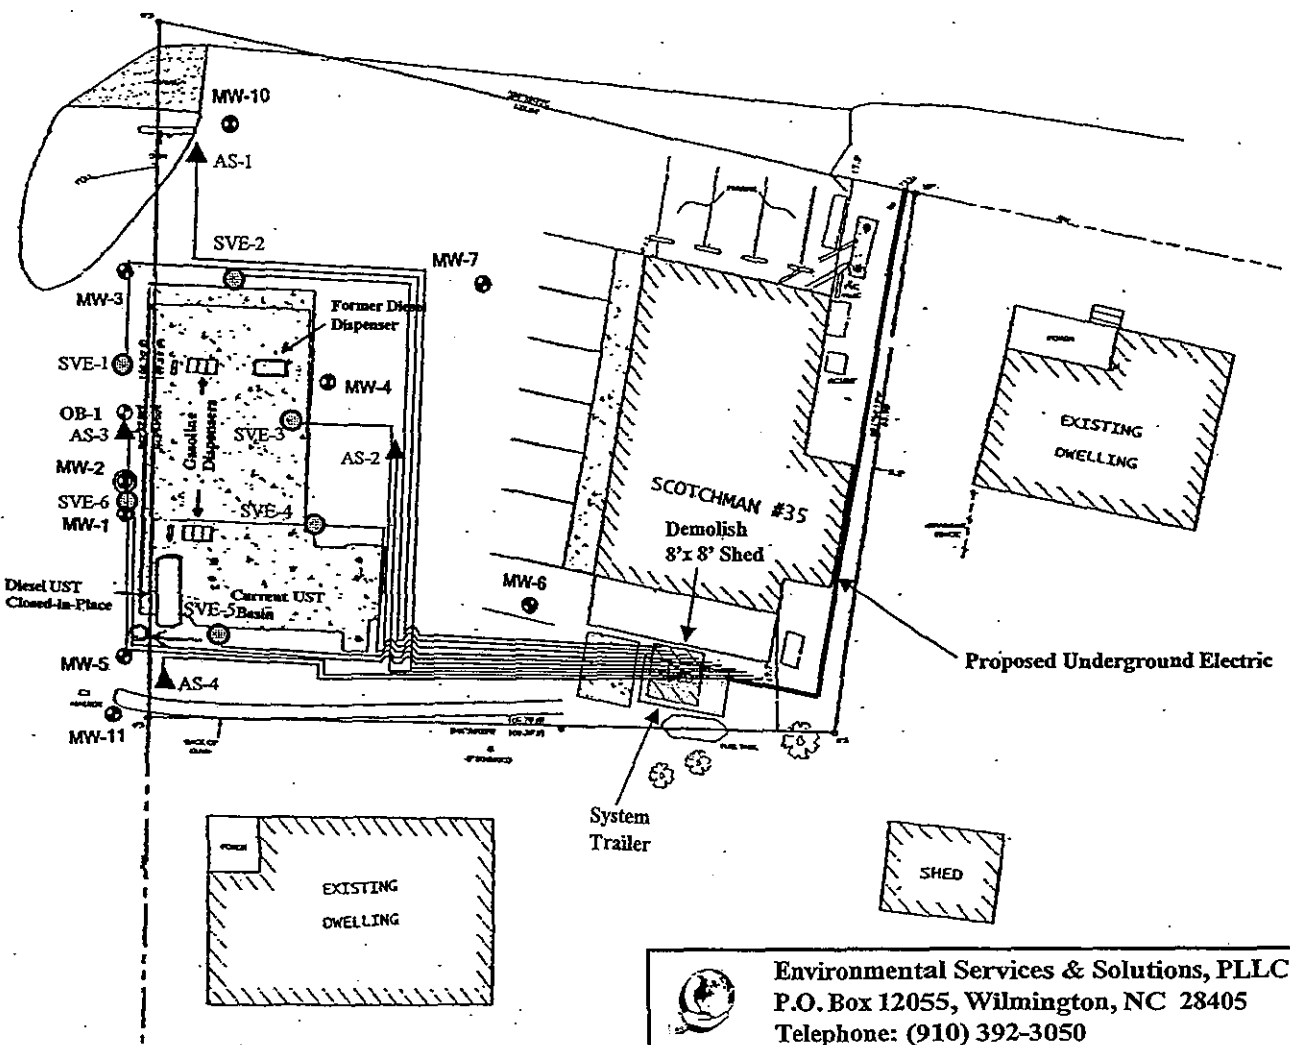 MW-10
AS-1
SVE-2
MW-7
MW-3
Former Diesel
Dispenser
SVE-1
MW-4
OB-1
AS-3
Gasoline
Dispensers
SVE-3
AS-2
MW-2
SVE-6
MW-1
SVE-4
EXISTING
DWELLING
PORCH
SCOTCHMAN #35
Demolish
8'x 8' Shed
Diesel UST
Closed-in-Place
Current UST
Basin
SVE-5
MW-6
MW-5
AS-4
Proposed Underground Electric
MW-11
BACK OF
System
Trailer
PORCH
EXISTING
DWELLING
SHED
Environmental Services & Solutions, PLLC
P.O. Box 12055, Wilmington, NC 28405
Telephone: (910) 392-3050